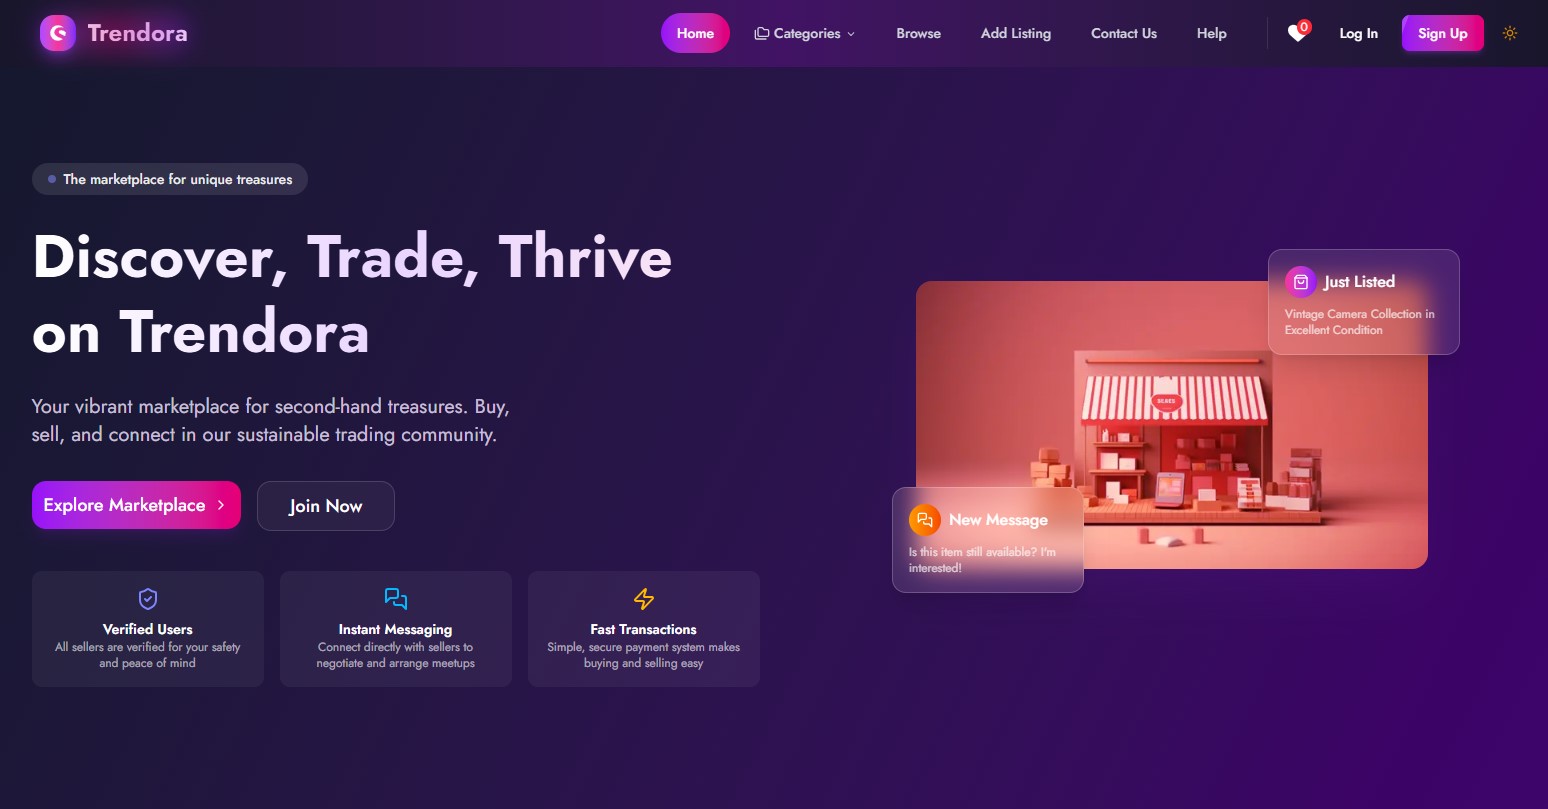 Trendora
Home
Categories
Browse
Add Listing
Contact Us
Help
0
Log In
Sign Up
The marketplace for unique treasures
Discover, Trade, Thrive
on Trendora
Your vibrant marketplace for second-hand treasures. Buy,
sell, and connect in our sustainable trading community.
Explore Marketplace
Join Now
Verified Users
All sellers are verified for your safety
and peace of mind
Instant Messaging
Connect directly with sellers to
negotiate and arrange meetups
Fast Transactions
Simple, secure payment system makes
buying and selling easy
Just Listed
Vintage Camera Collection in
Excellent Condition
New Message
Is this item still available? I'm
interested!